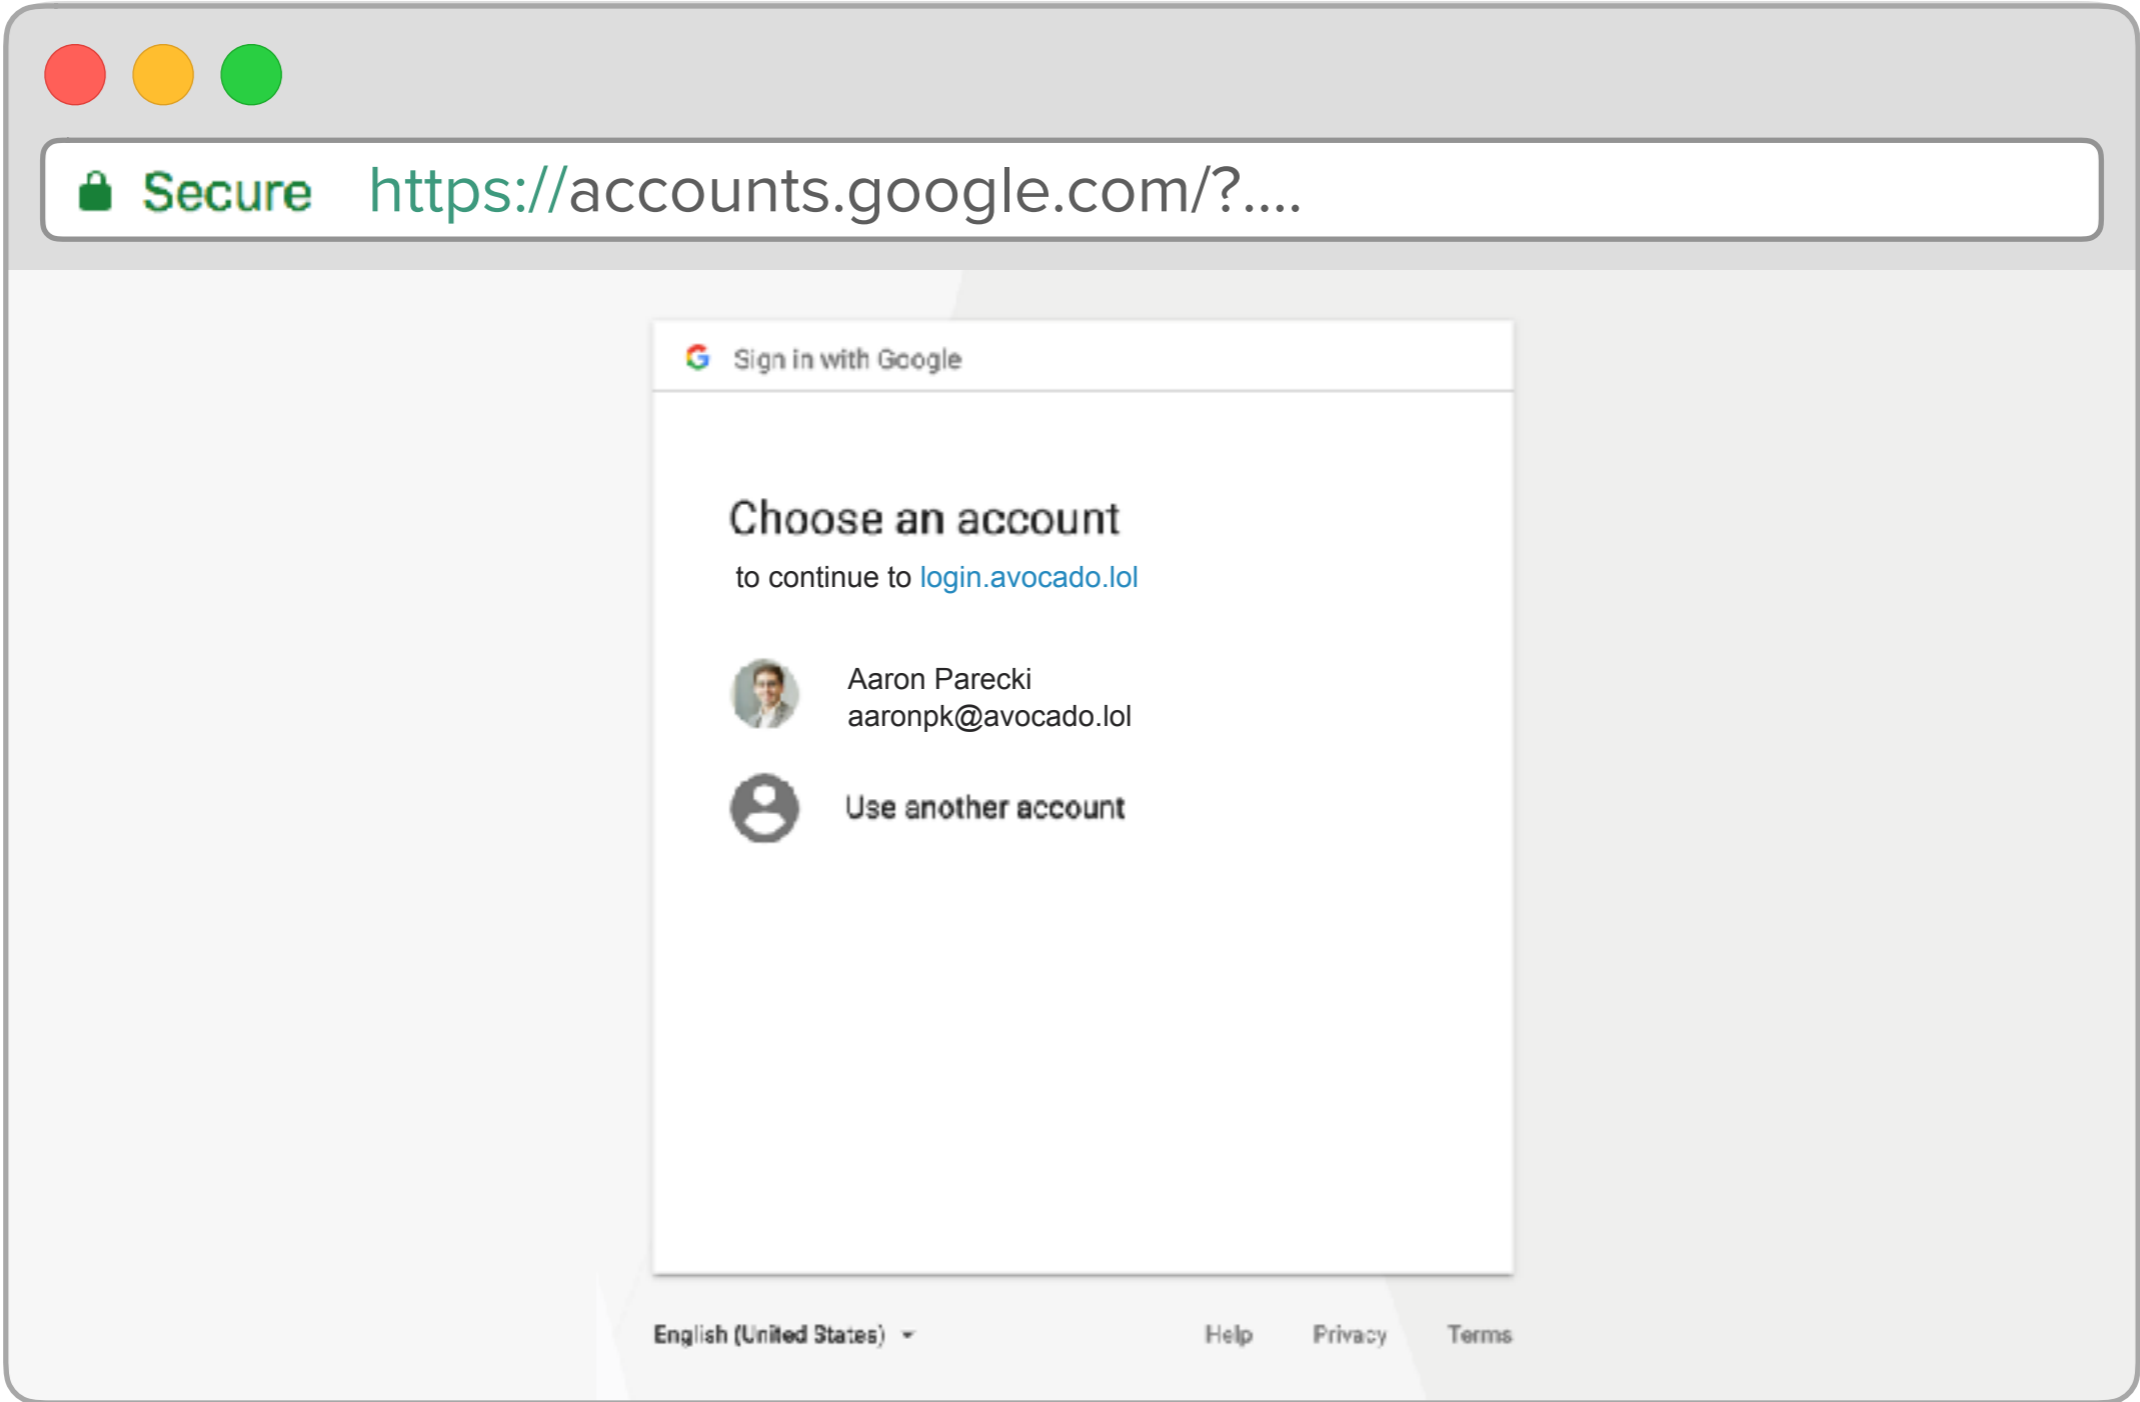 Secure https://accounts.google.com/?....
Sign in with Google
Choose an account
to continue to login.avocado.lol
Aaron Parecki
aaronpk@avocado.lol
Use another account
English (United States) Help Privacy Terms